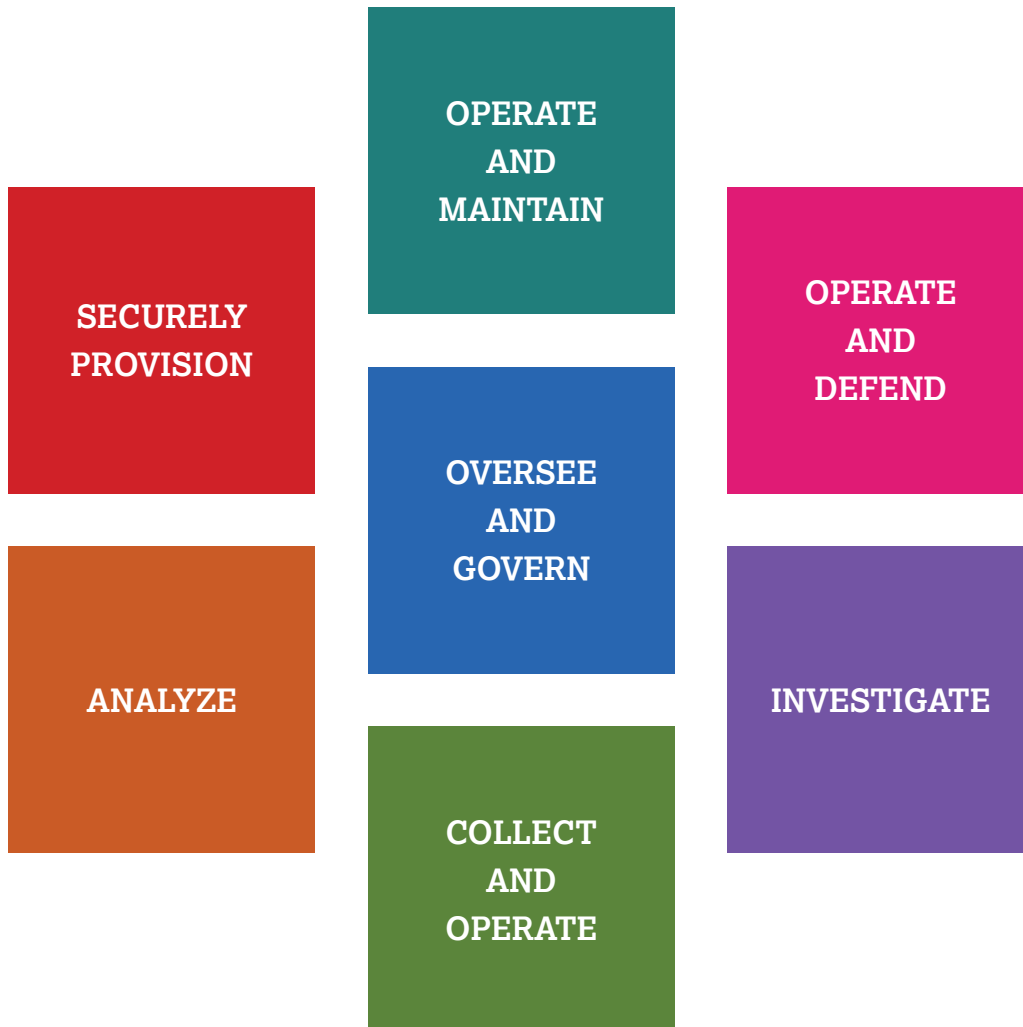 OPERATE
AND
MAINTAIN
SECURELY
PROVISION
OPERATE
AND
DEFEND
OVERSEE
AND
GOVERN
ANALYZE
INVESTIGATE
COLLECT
AND
OPERATE